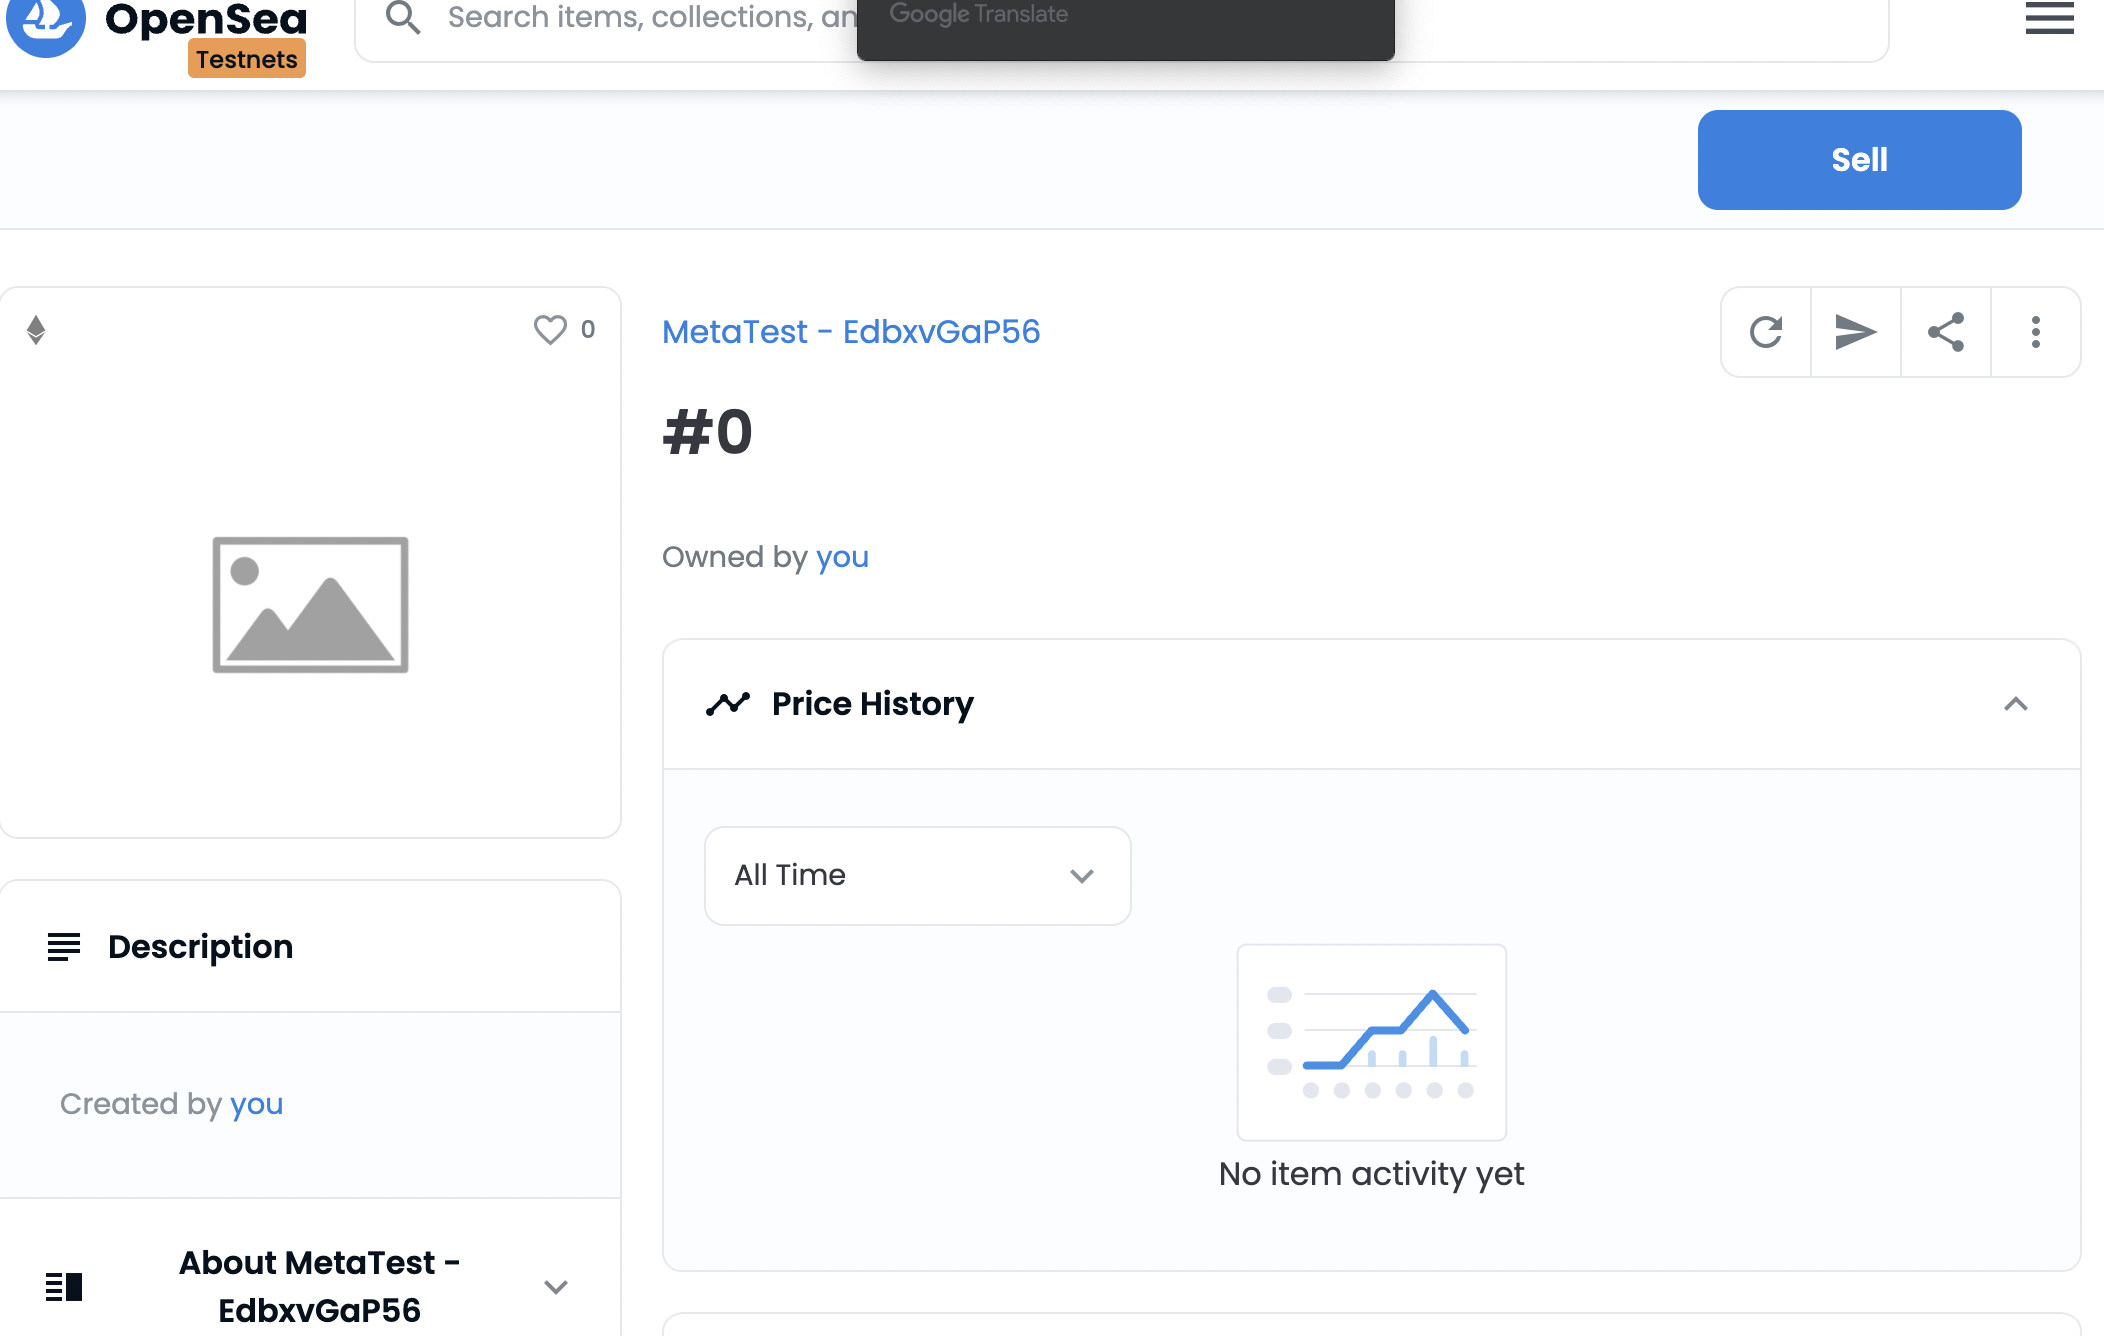 OpenSea
Testnets
Search items, collections, an
Google Translate
Sell
0
MetaTest - EdbxvGaP56
#0
Owned by you
Price History
All Time
No item activity yet
Description
Created by you
About MetaTest -
EdbxvGaP56